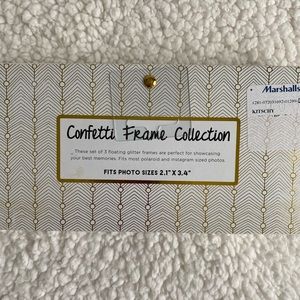 Marshalls
KITSCHY
Confetti Frame Collection
These set of 3 floating glitter frames are perfect for showcasing
your best memories. Fits most polaroid and instagram sized photos.
FITS PHOTO SIZES 2.1" X 3.4"